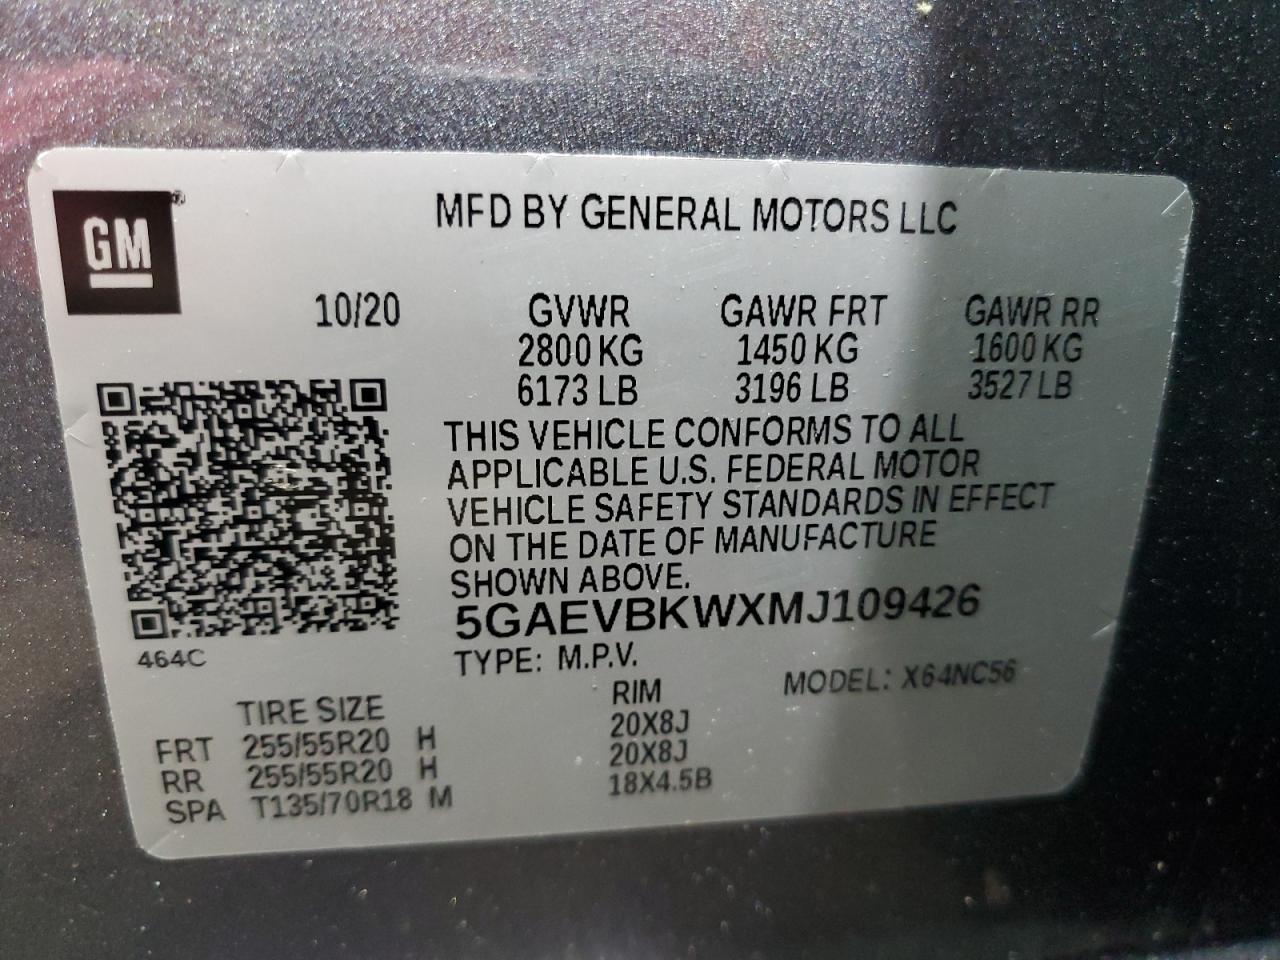 GM
MFD BY GENERAL MOTORS LLC
10/20 GVWR GAWR FRT GAWR RR
2800 KG 1450 KG 1600 KG
6173 LB 3196 LB 3527 LB
THIS VEHICLE CONFORMS TO ALL
APPLICABLE U.S. FEDERAL MOTOR
VEHICLE SAFETY STANDARDS IN EFFECT
ON THE DATE OF MANUFACTURE
SHOWN ABOVE.
5GAEVBKWXMJ109426
464C
TYPE: M.P.V. MODEL: X64NC56
TIRE SIZE RIM
FRT 255/55R20 H 20X8J
RR 255/55R20 H 20X8J
SPA T135/70R18 M 18X4.5B